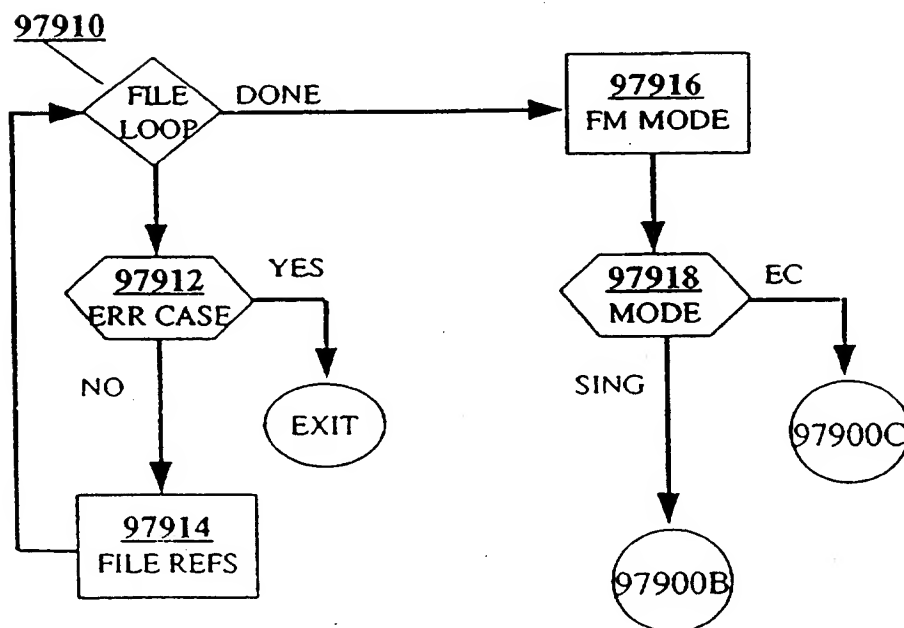 97910
FILE
LOOP
DONE
97916
FM MODE
97912
ERR CASE
YES
97918
MODE
EC
NO
EXIT
SING
97900C
97914
FILE REFS
97900B